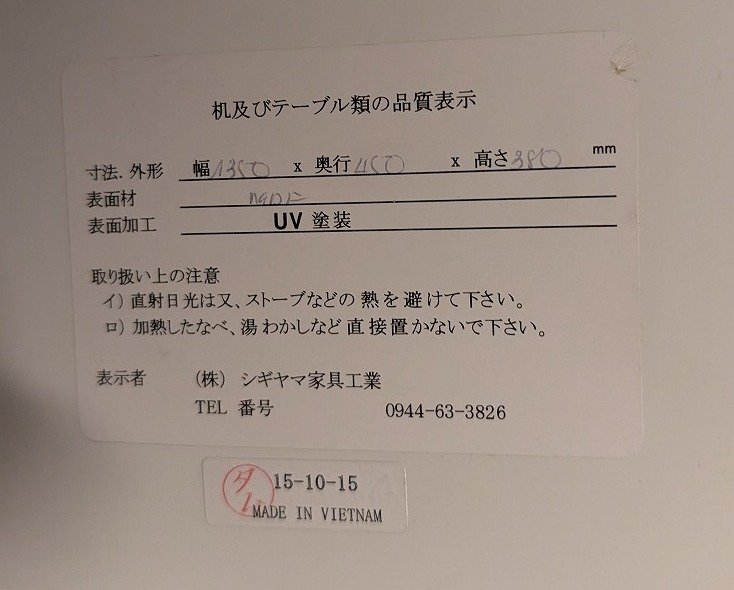 机及びテーブル類の品質表示
寸法.外形 幅1350 x 奥行450 x 高さ380 mm
表面材 MDF
表面加工 UV 塗装
取り扱い上の注意
イ）直射日光は又、ストーブなどの 熱を避けて下さい。
ロ）加熱したなべ、湯わかしなど直接置かないで下さい。
表示者 （株） シギヤマ家具工業
TEL 番号 0944-63-3826
15-10-15
MADE IN VIETNAM